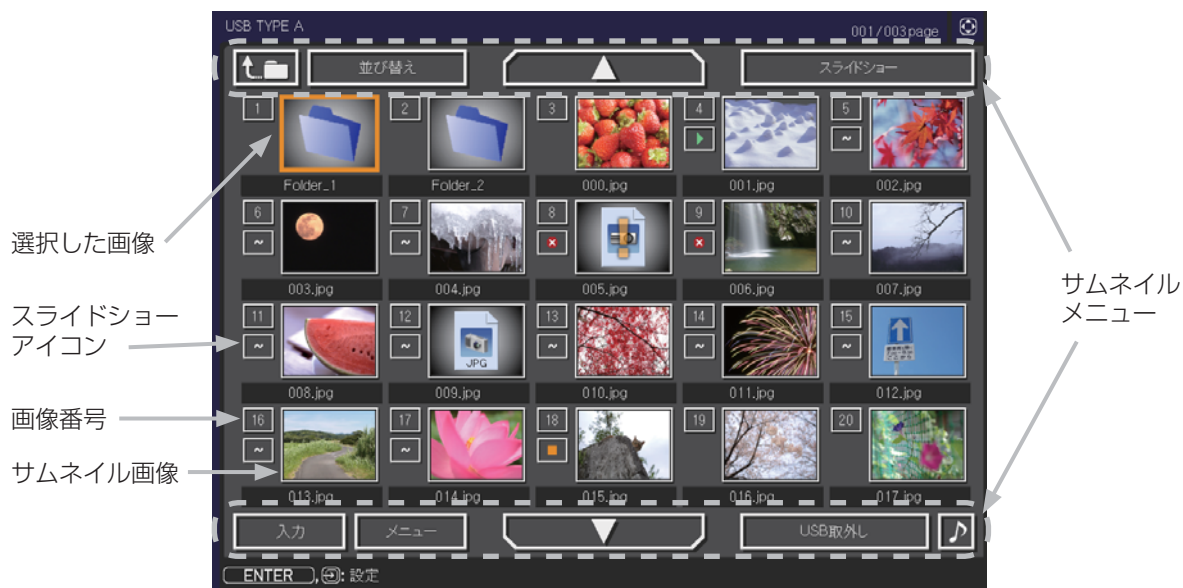 USB TYPE A
001/003page
並び替え
スライドショー
1
2
3
4
5
~
Folder_1
Folder_2
000.jpg
001.jpg
002.jpg
選択した画像
6
7
8
9
10
~
~
~
003.jpg
004.jpg
005.jpg
006.jpg
007.jpg
サムネイル
メニュー
スライドショー
アイコン
11
12
13
14
15
~
~
~
~
~
JPG
008.jpg
009.jpg
010.jpg
011.jpg
012.jpg
画像番号
16
17
18
19
20
~
~
サムネイル画像
013.jpg
014.jpg
015.jpg
016.jpg
017.jpg
入力
メニュー
USB取外し
ENTER , : 設定